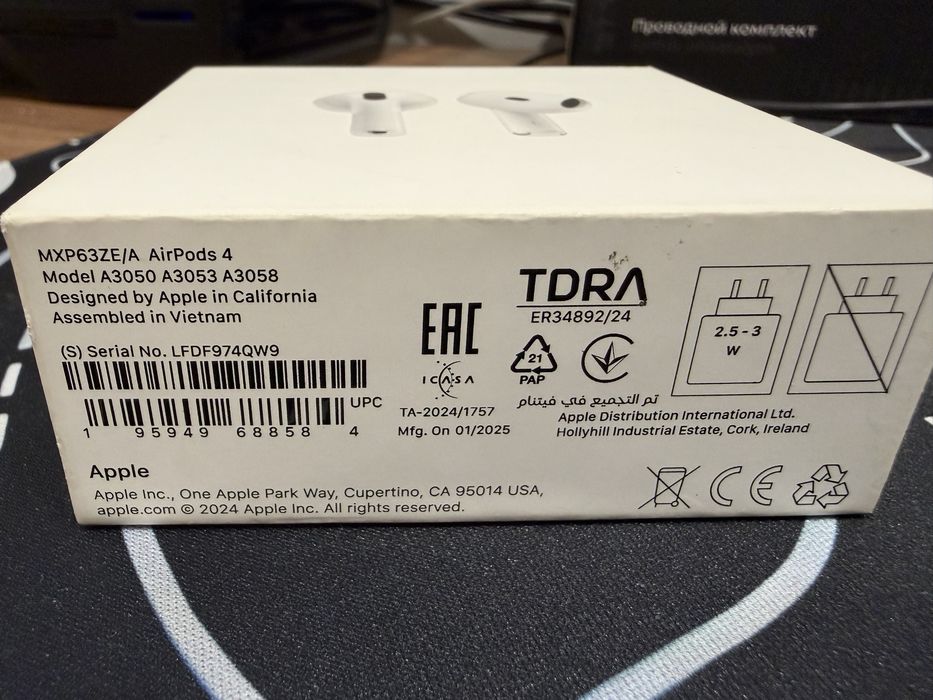 Проводной комплект
MXP63ZE/A AirPods 4
Model A3050 A3053 A3058
Designed by Apple in California
Assembled in Vietnam
(S) Serial No. LFDF974QW9
UPC
1 95949 68858 4
Apple
Apple Inc., One Apple Park Way, Cupertino, CA 95014 USA,
apple.com © 2024 Apple Inc. All rights reserved.
EAC
ICASA
TA-2024/1757
Mfg. On 01/2025
TDRA
ER34892/24
21
PAP
تم التجميع في فيتنام
Apple Distribution International Ltd.
Hollyhill Industrial Estate, Cork, Ireland
2.5 - 3
W
CE